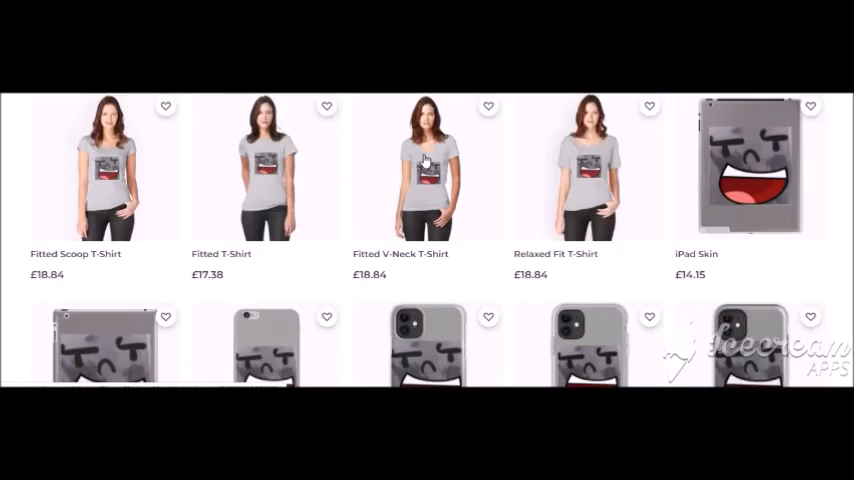 Fitted Scoop T-Shirt
Fitted T-Shirt
Fitted V-Neck T-Shirt
Relaxed Fit T-Shirt
iPad Skin
£18.84
£17.38
£18.84
£18.84
£14.15
Icecream
APPS